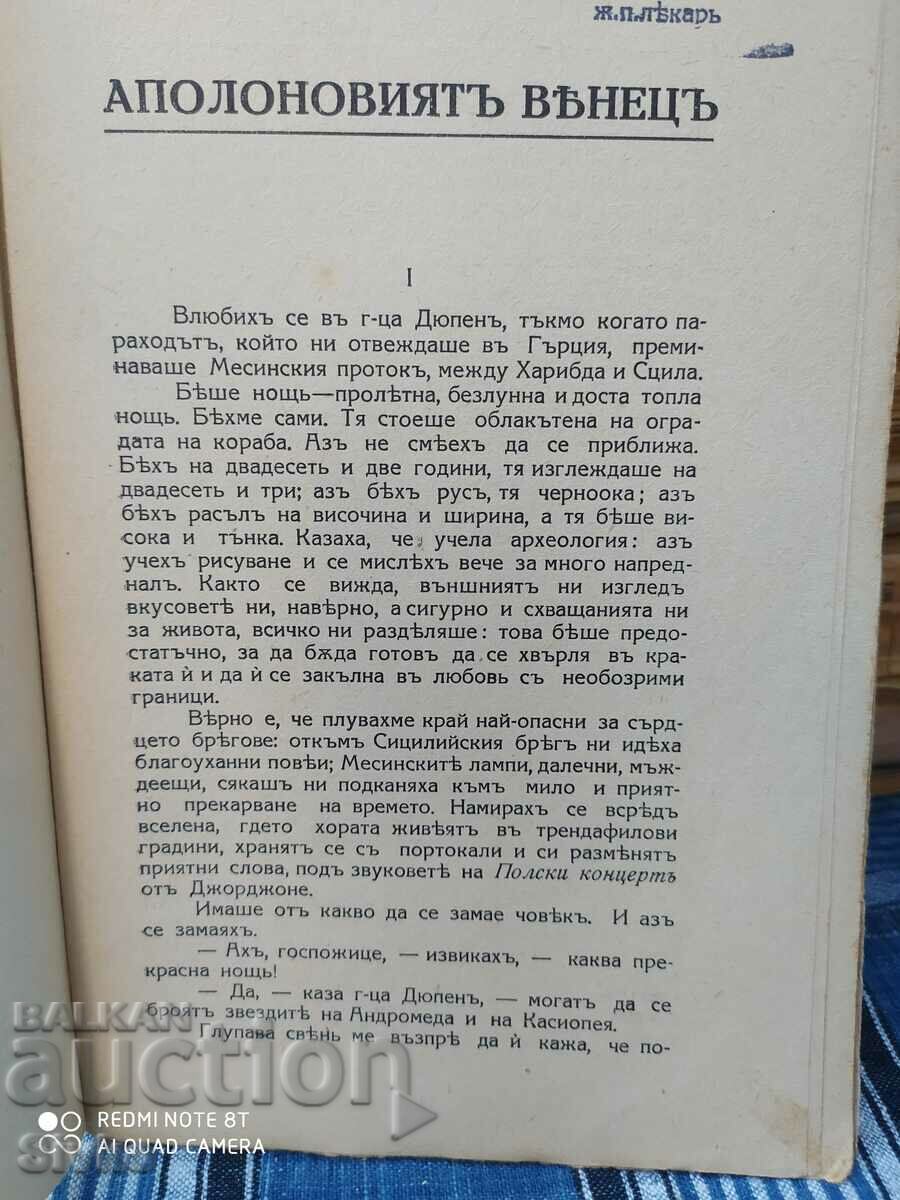 ж.п.лѣкарь
АПОЛОНОВИЯТЪ ВѢНЕЦЪ
I
Влюбихъ се въ г-ца Дюпенъ, тъкмо когато па-
раходътъ, който ни отвеждаше въ Гърция, преми-
наваше Месинския протокъ, между Харибда и Сцила.
Бѣше нощь—пролѣтна, безлунна и доста топла
нощь. Бѣхме сами. Тя стоеше облакътена на огра-
дата на кораба. Азъ не смѣехъ да се приближа.
Бѣхъ на двадесеть и две години, тя изглеждаше на
двадесеть и три; азъ бѣхъ русъ, тя черноока; азъ
бѣхъ расълъ на височина и ширина, а тя бѣше ви-
сока и тънка. Казаха, че учела археология: азъ
учехъ рисуване и се мислѣхъ вече за много напред-
налъ. Както се вижда, външниятъ ни изгледъ
вкусоветѣ ни, навѣрно, а сигурно и схващанията ни
за живота, всичко ни раздѣляше: това бѣше предо-
статъчно, за да бѫда готовъ да се хвърля въ кра-
ката ѝ и да ѝ се закълна въ любовь съ необозрими
граници.
Вѣрно е, че плувахме край най-опасни за сърд-
цето брѣгове: откъмъ Сицилийския брѣгъ ни идѣха
благоуханни повѣи; Месинскитѣ лампи, далечни, мъж-
деещи, сякашъ ни подканяха къмъ мило и прият-
но прекарване на времето. Намирахъ се всрѣдъ
вселена, гдето хората живѣятъ въ трендафилови
градини, хранятъ се съ портокали и си размѣнятъ
приятни слова, подъ звуковетѣ на Полски концертъ
отъ Джорджоне.
Имаше отъ какво да се замае човѣкъ. И азъ
се замаяхъ.
— Ахъ, госпожице, — извикахъ, — каква пре-
красна нощь!
— Да, — каза г-ца Дюпенъ, — могатъ да се
броятъ звездитѣ на Андромеда и на Касиопея.
Глупава свѣнь ме възпрѣ да ѝ кажа, че по-
BALKAN
auction
REDMI NOTE 8T
AI QUAD CAMERA